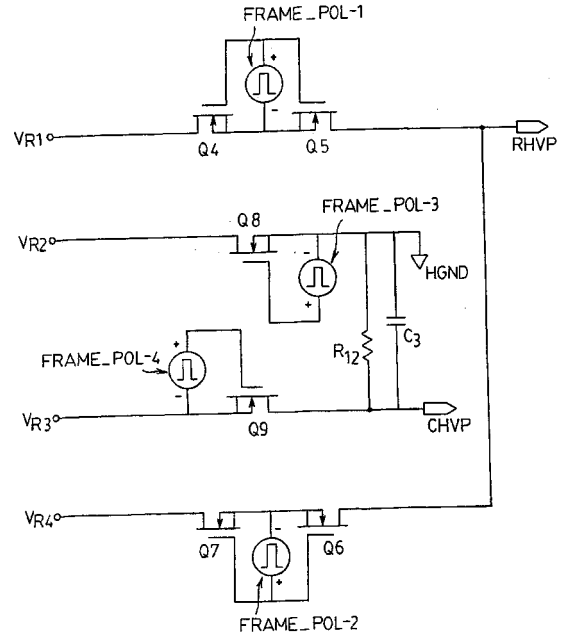 FRAME_POL-1
+
-
VR1
Q4
Q5
RHVP
FRAME_POL-3
Q8
VR2
-
+
HGND
R12
C3
FRAME_POL-4
+
-
VR3
Q9
CHVP
VR4
Q7
-
+
Q6
FRAME_POL-2